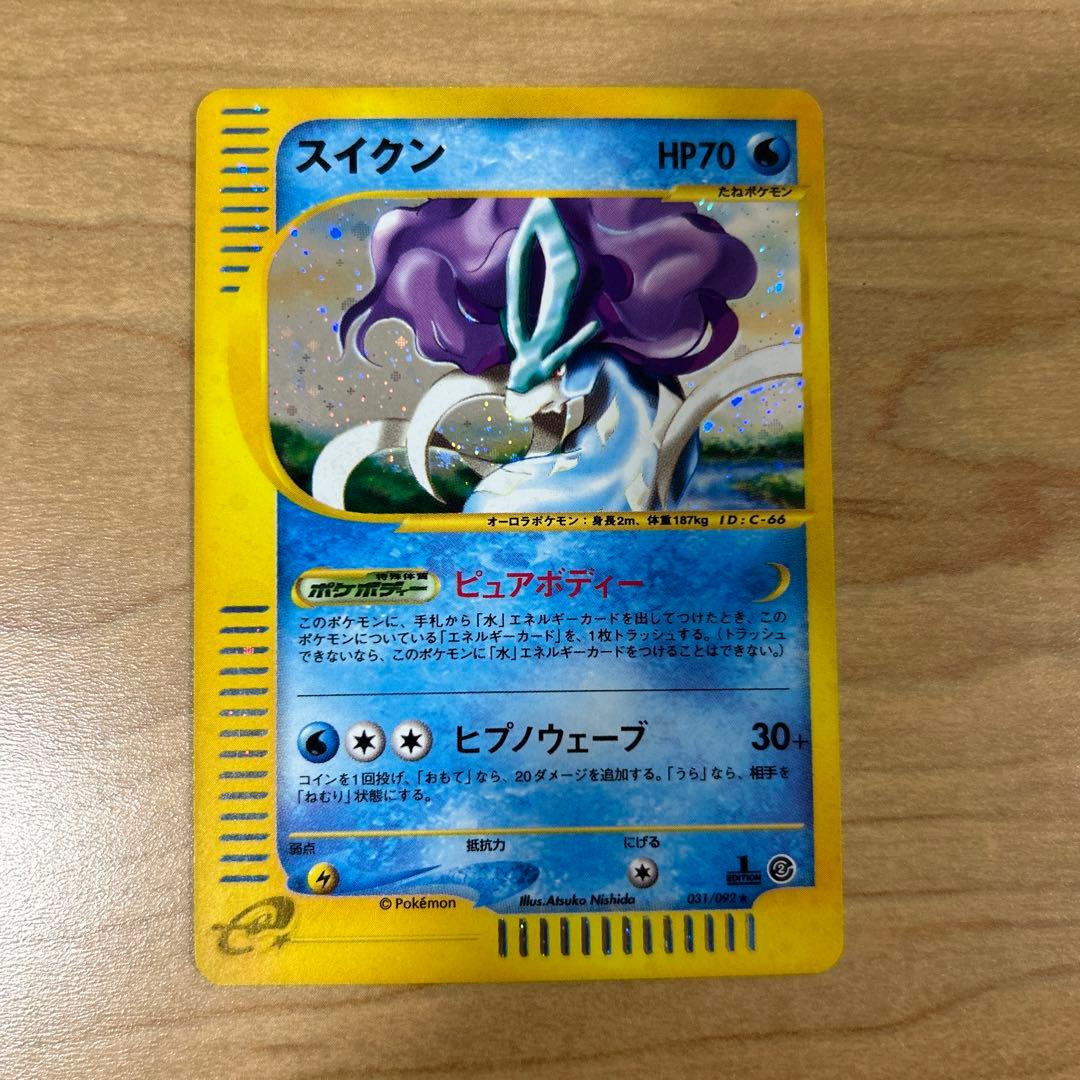 スイクン HP70
たねポケモン
オーロラポケモン:身長2m、体重187kg ID:C-66
特殊体質
ポケボディー ピュアボディー
このポケモンに、手札から「水」エネルギーカードを出してつけたとき、この
ポケモンについている「エネルギーカード」を、1枚トラッシュする。(トラッシュ
できないなら、このポケモンに「水」エネルギーカードをつけることはできない。)
ヒプノウェーブ 30+
コインを1回投げ、「おもて」なら、20ダメージを追加する。「うら」なら、相手を
「ねむり」状態にする。
弱点 抵抗力 にげる
1
EDITION
2
©Pokémon Illus.Atsuko Nishida 031/092★